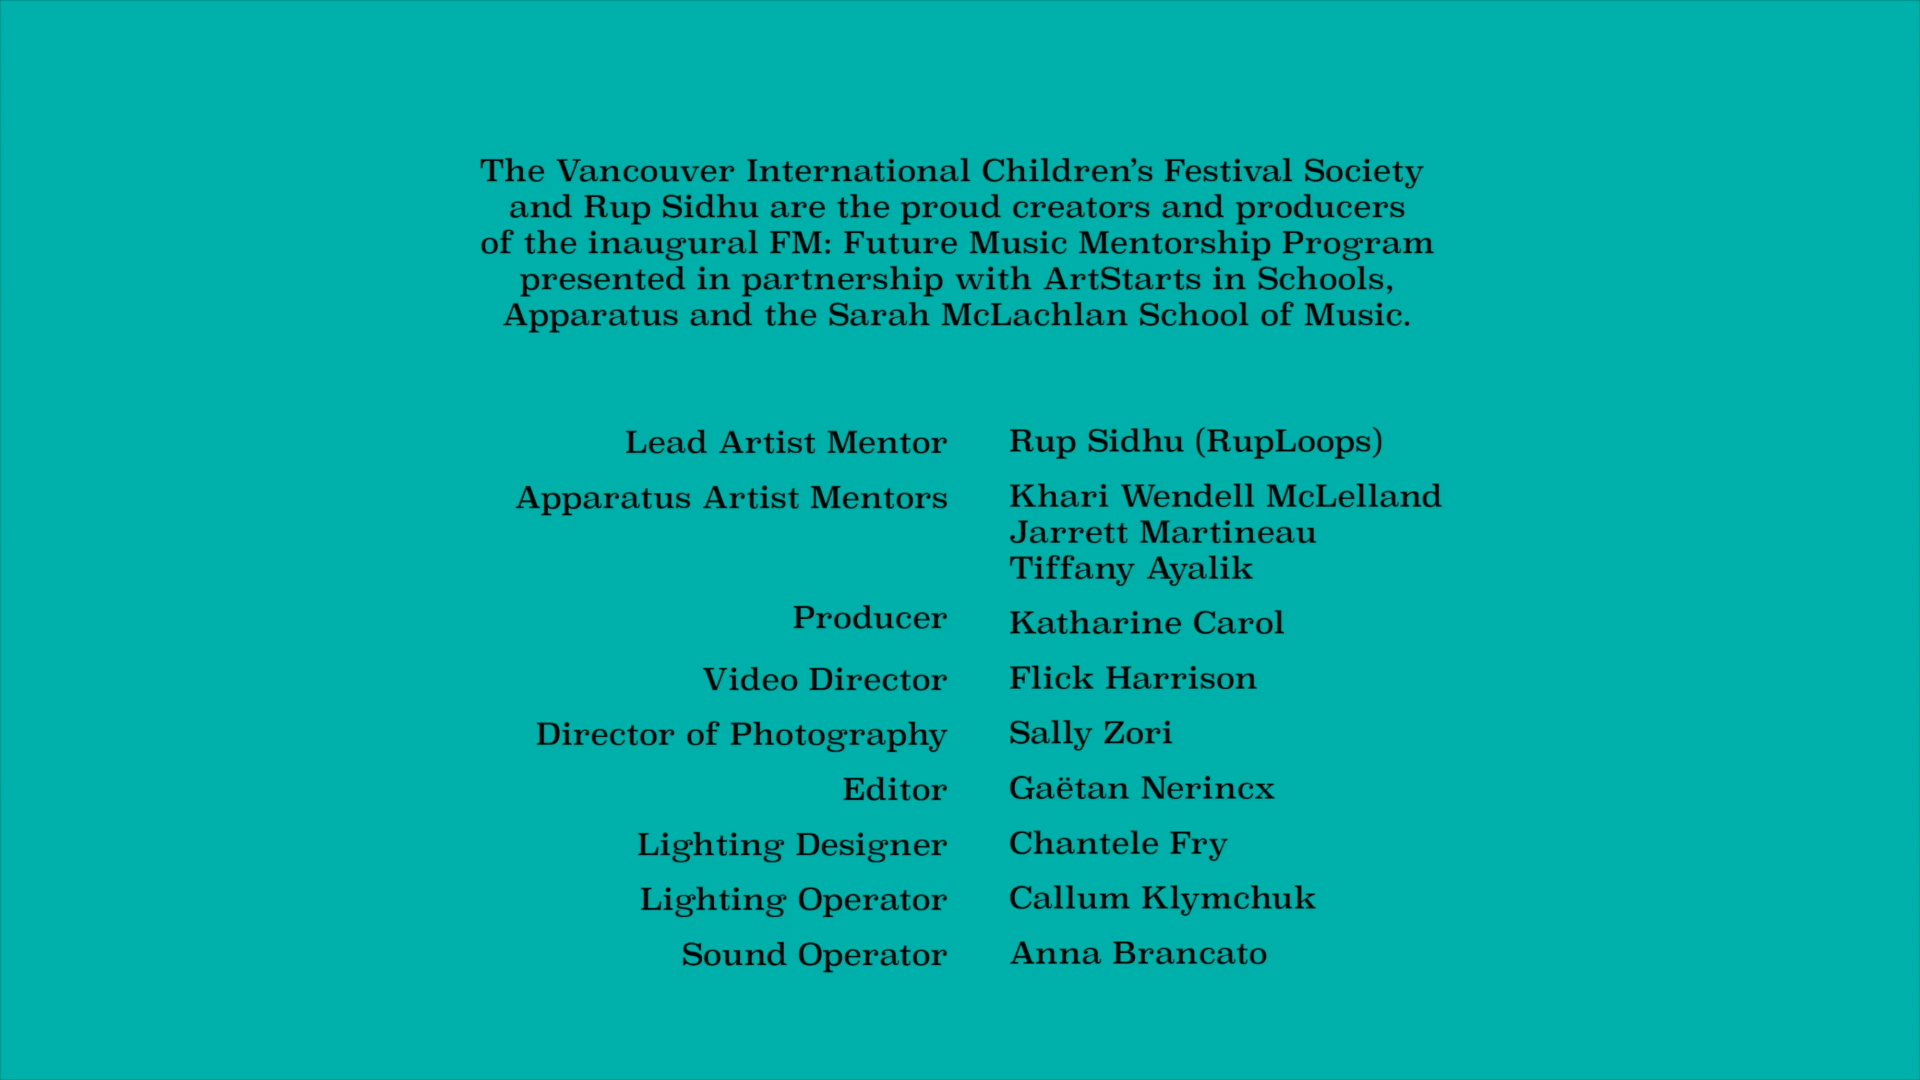 The Vancouver International Children’s Festival Society
and Rup Sidhu are the proud creators and producers
of the inaugural FM: Future Music Mentorship Program
presented in partnership with ArtStarts in Schools,
Apparatus and the Sarah McLachlan School of Music.
Lead Artist Mentor Rup Sidhu (RupLoops)
Apparatus Artist Mentors Khari Wendell McLelland
Jarrett Martineau
Tiffany Ayalik
Producer Katharine Carol
Video Director Flick Harrison
Director of Photography Sally Zori
Editor Gaëtan Nerincx
Lighting Designer Chantele Fry
Lighting Operator Callum Klymchuk
Sound Operator Anna Brancato